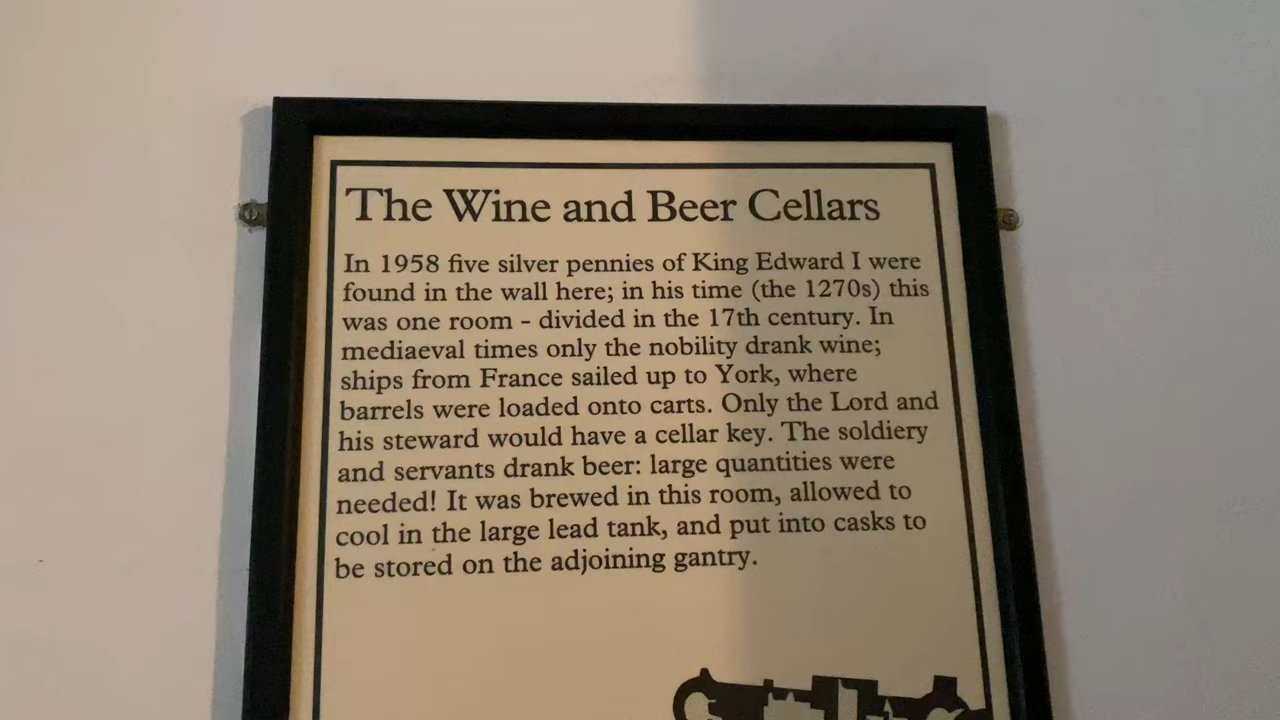 The Wine and Beer Cellars
In 1958 five silver pennies of King Edward I were
found in the wall here; in his time (the 1270s) this
was one room - divided in the 17th century. In
mediaeval times only the nobility drank wine;
ships from France sailed up to York, where
barrels were loaded onto carts. Only the Lord and
his steward would have a cellar key. The soldiery
and servants drank beer: large quantities were
needed! It was brewed in this room, allowed to
cool in the large lead tank, and put into casks to
be stored on the adjoining gantry.